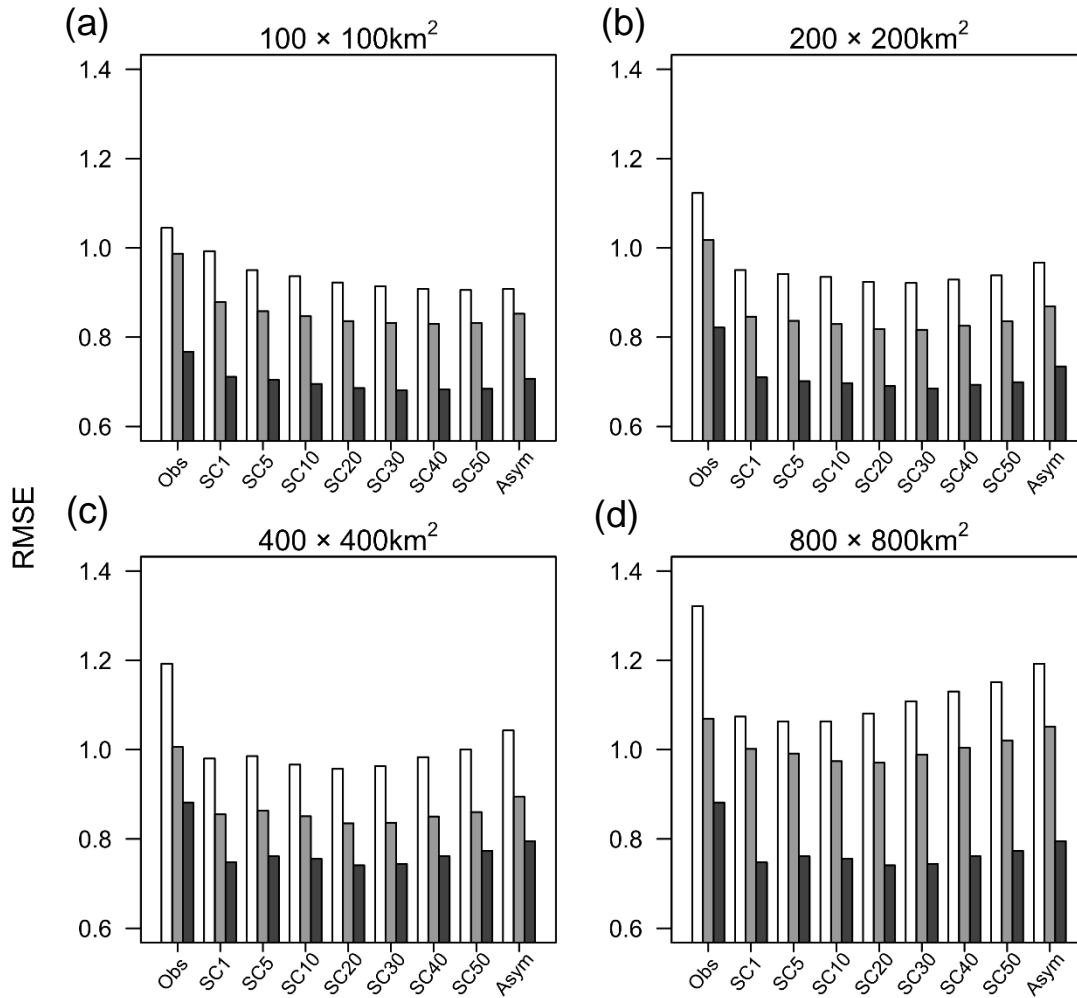 (a)
100 × 100km²
1.4
1.2
1.0
0.8
0.6
Obs
SC1
SC5
SC10
SC20
SC30
SC40
SC50
Asym
(b)
200 × 200km²
1.4
1.2
1.0
0.8
0.6
Obs
SC1
SC5
SC10
SC20
SC30
SC40
SC50
Asym
RMSE
(c)
400 × 400km²
1.4
1.2
1.0
0.8
0.6
Obs
SC1
SC5
SC10
SC20
SC30
SC40
SC50
Asym
(d)
800 × 800km²
1.4
1.2
1.0
0.8
0.6
Obs
SC1
SC5
SC10
SC20
SC30
SC40
SC50
Asym